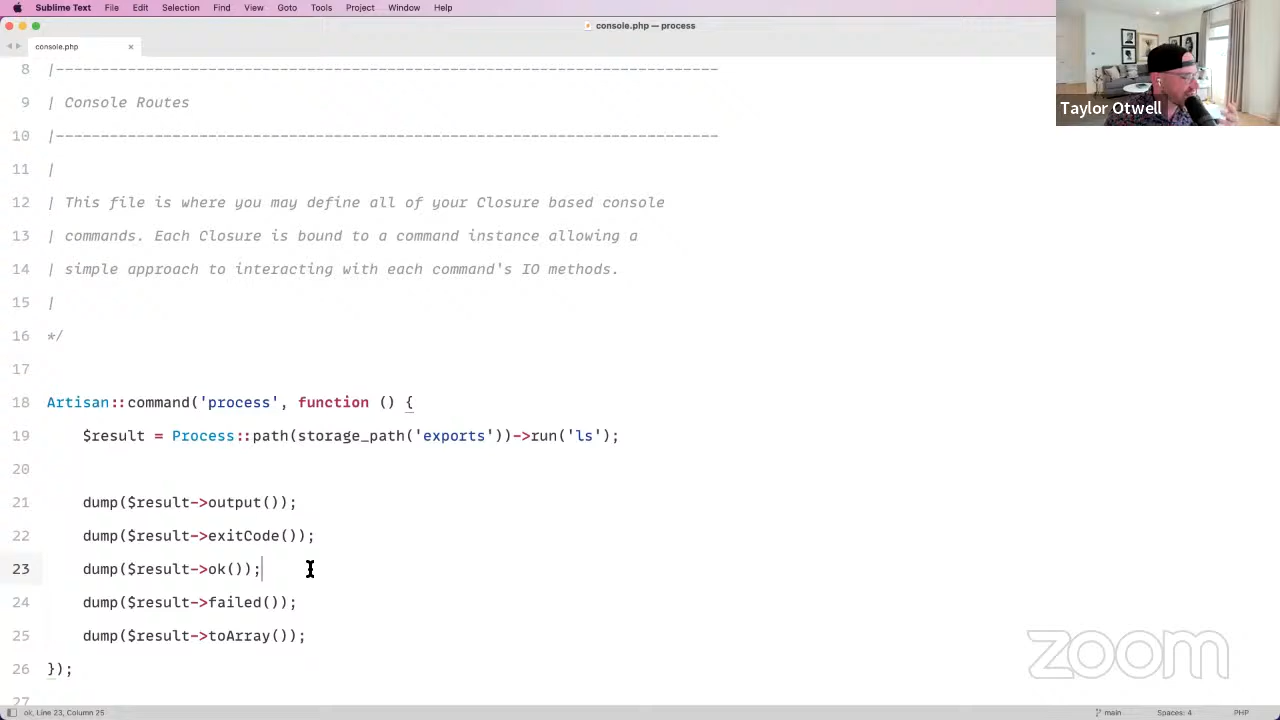 Sublime Text File Edit Selection Find View Goto Tools Project Window Help
console.php — process
console.php
Taylor Otwell
8 |--------------------------------------------------------------------------
9 | Console Routes
10 |--------------------------------------------------------------------------
11 |
12 | This file is where you may define all of your Closure based console
13 | commands. Each Closure is bound to a command instance allowing a
14 | simple approach to interacting with each command's IO methods.
15 |
16 */
17
18 Artisan::command('process', function () {
19 $result = Process::path(storage_path('exports'))->run('ls');
20
21 dump($result->output());
22 dump($result->exitCode());
23 dump($result->ok());
24 dump($result->failed());
25 dump($result->toArray());
26 });
27
zoom
ok, Line 23, Column 25 main Spaces: 4 PHP